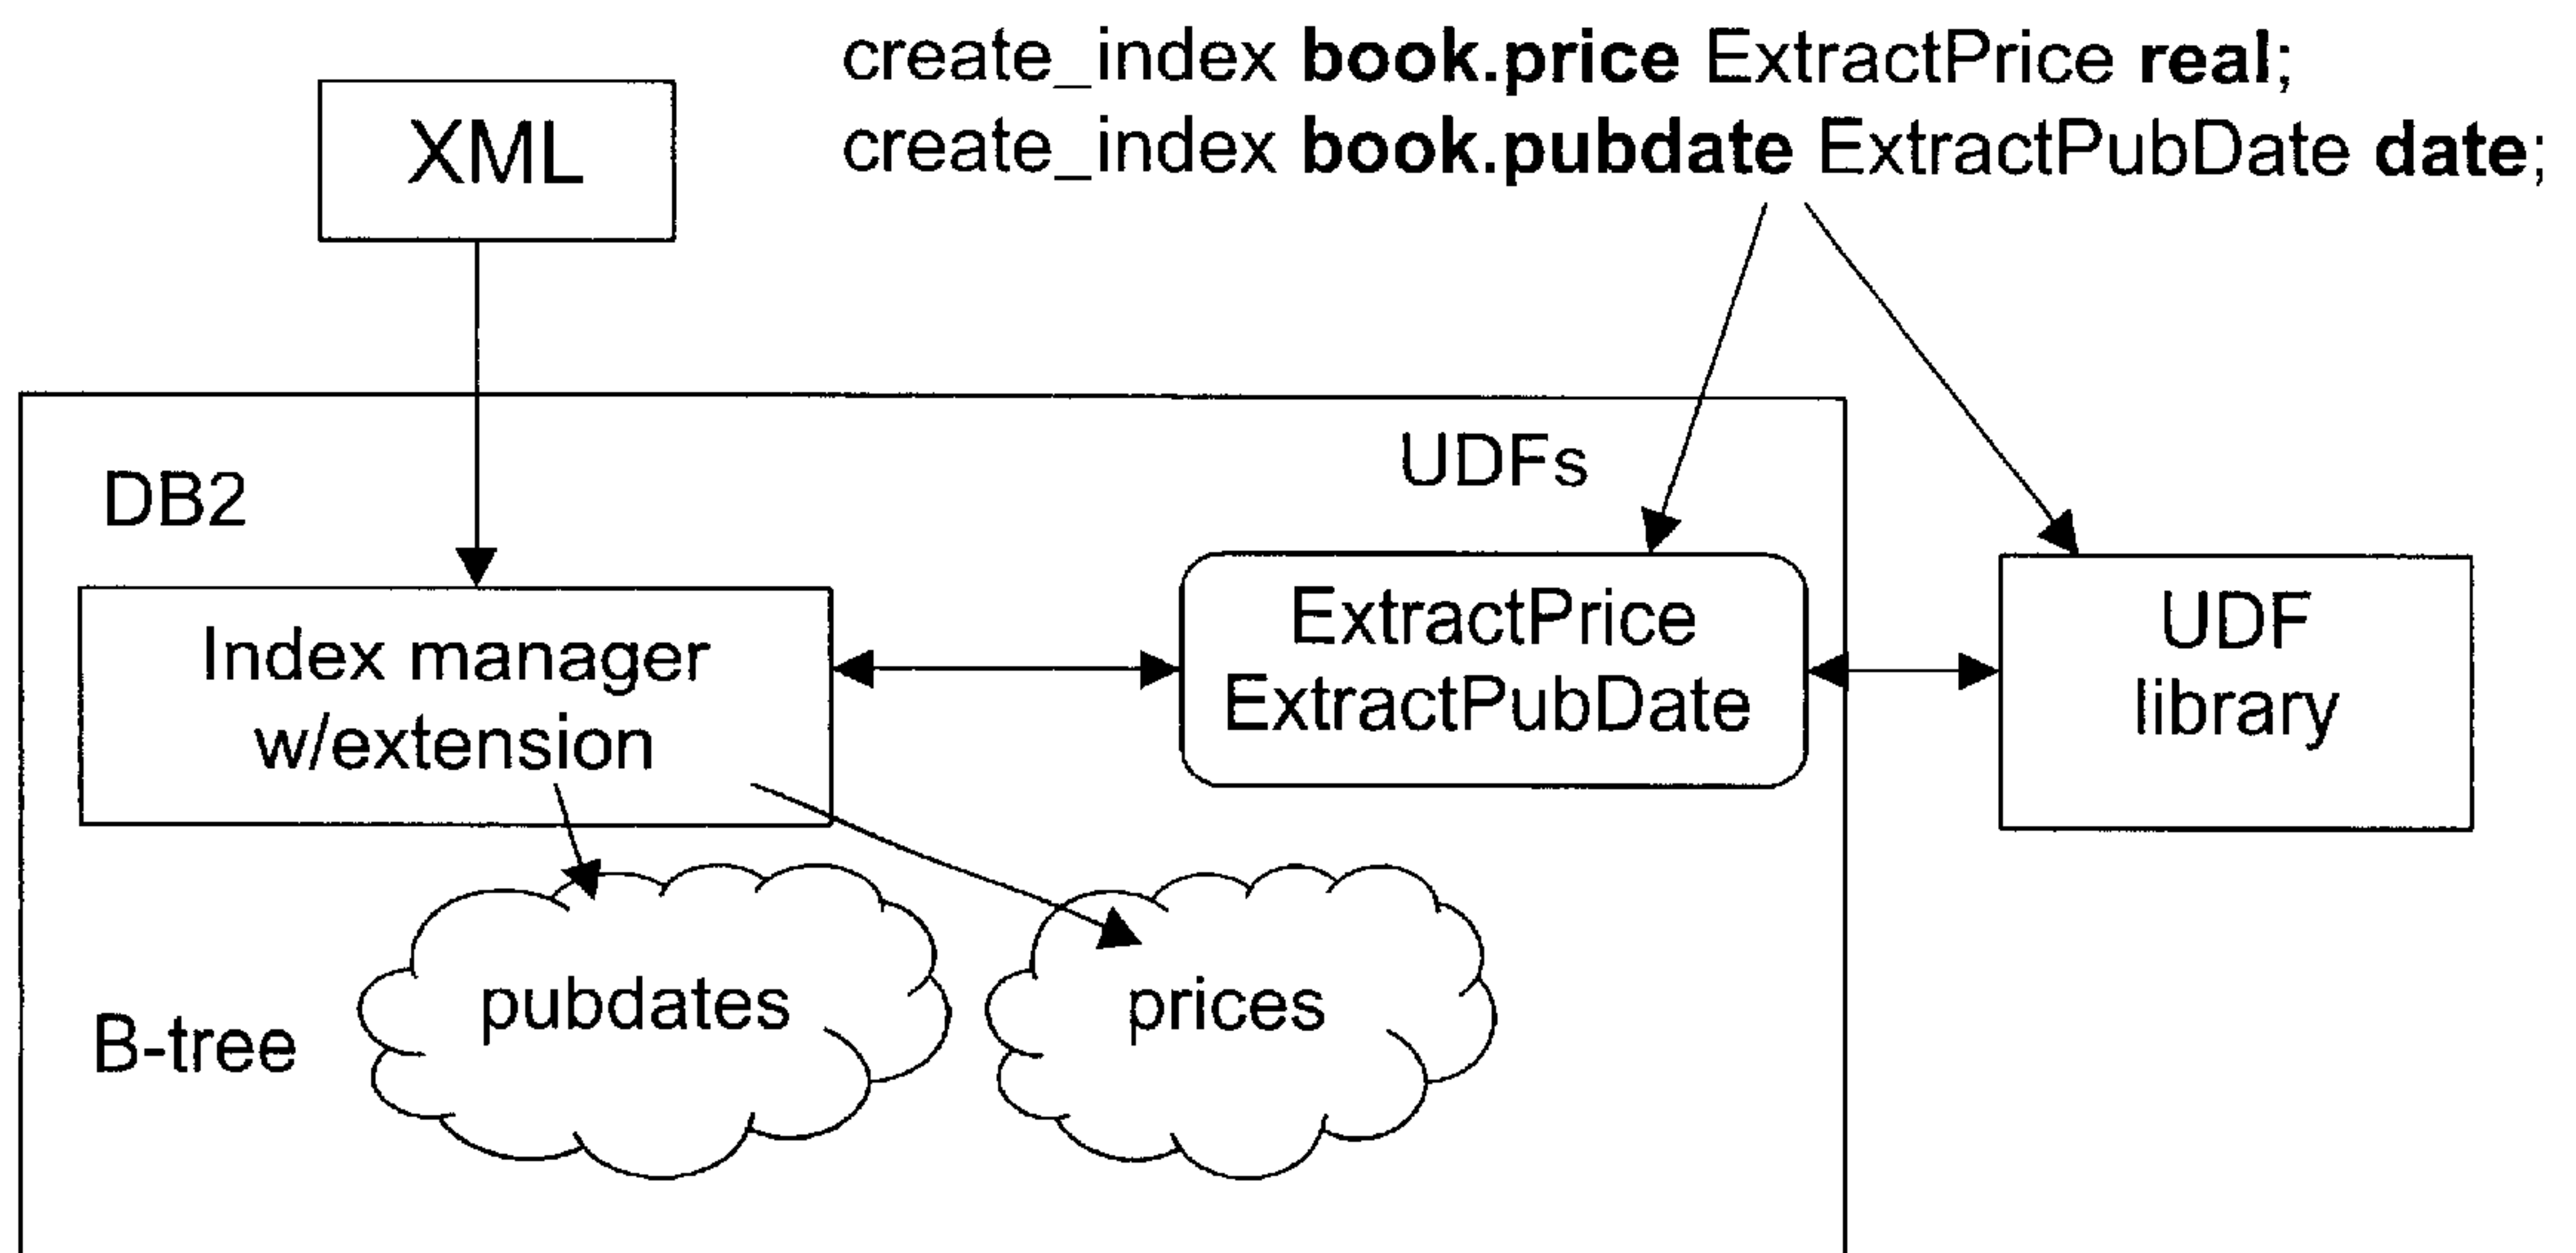 create_index book.price ExtractPrice real;
create_index book.pubdate ExtractPubDate date;
XML
DB2
UDFs
Index manager
w/extension
ExtractPrice
ExtractPubDate
UDF
library
B-tree
pubdates
prices